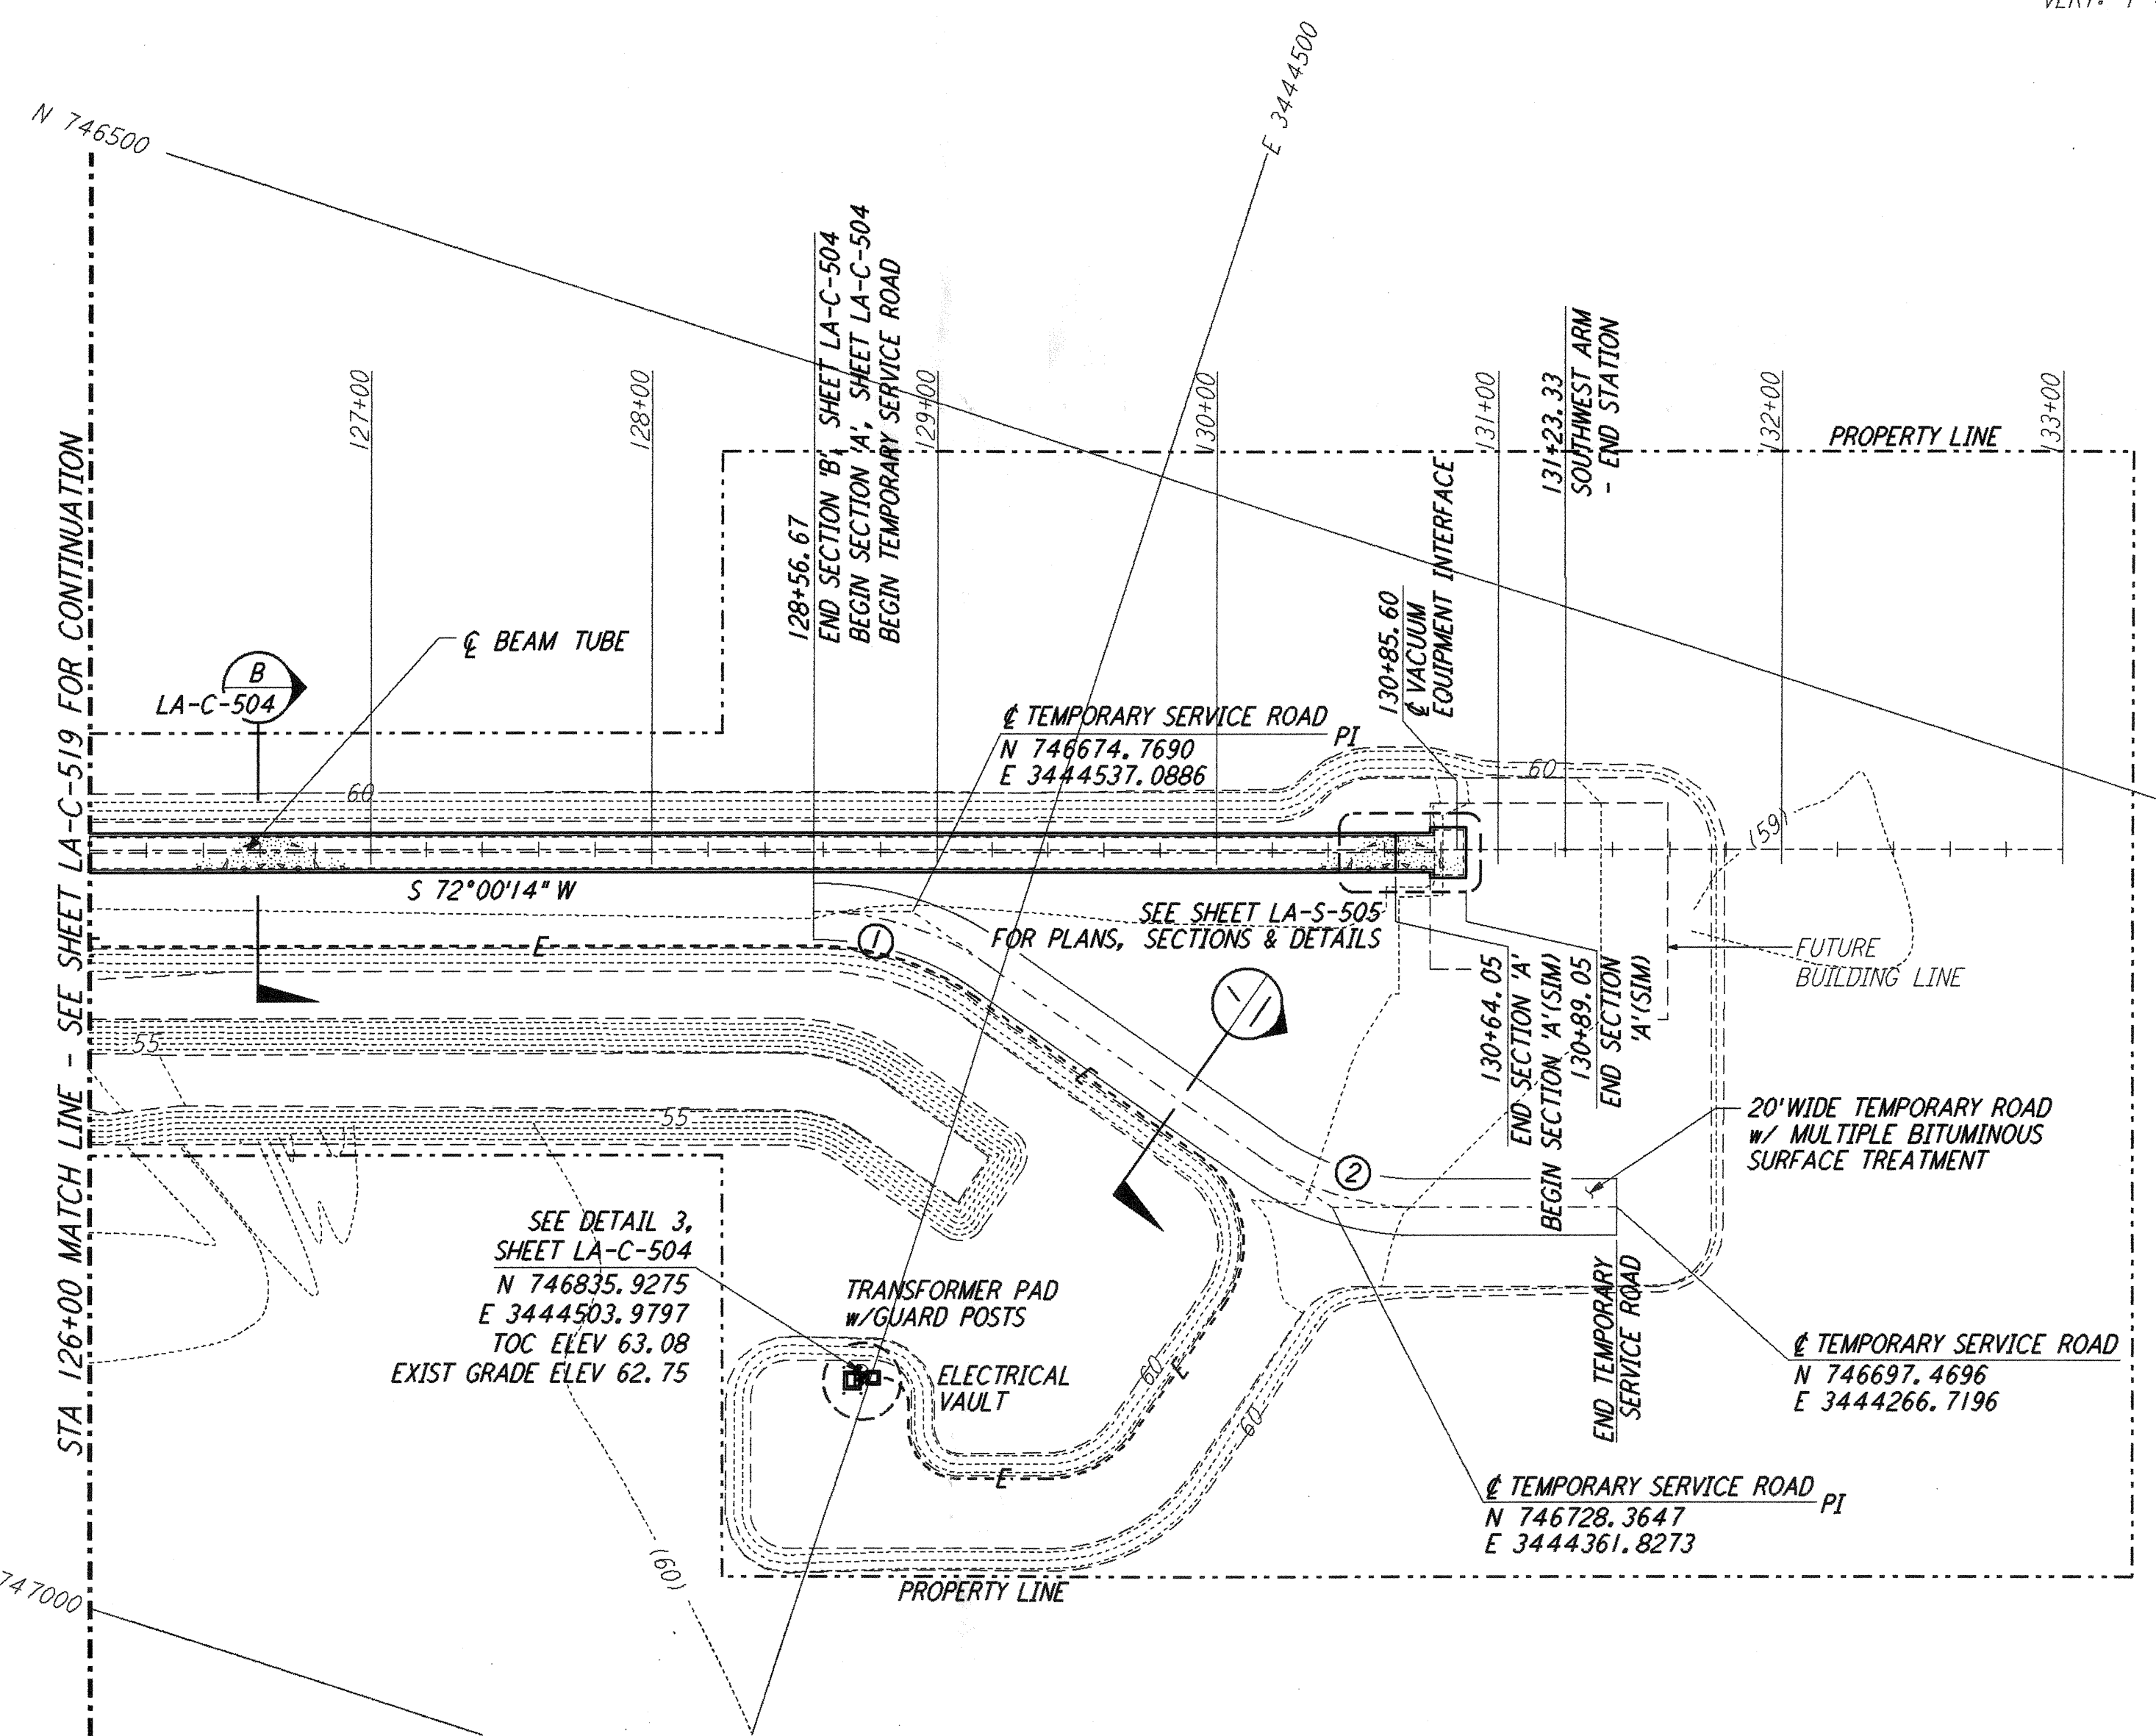 VERT. 1
N 746500
E 3444500
STA 126+00 MATCH LINE - SEE SHEET LA-C-519 FOR CONTINUATION
127+00
128+00
128+56.67
END SECTION 'B', SHEET LA-C-504
BEGIN SECTION 'A', SHEET LA-C-504
BEGIN TEMPORARY SERVICE ROAD
129+00
130+00
131+00
131+23.33
SOUTHWEST ARM
- END STATION
132+00
133+00
PROPERTY LINE
130+85.60
℄ VACUUM
EQUIPMENT INTERFACE
℄ BEAM TUBE
B
LA-C-504
℄ TEMPORARY SERVICE ROAD
PI
N 746674.7690
E 3444537.0886
60
60
(59)
S 72°00'14" W
SEE SHEET LA-S-505
FOR PLANS, SECTIONS & DETAILS
E
1
FUTURE
BUILDING LINE
130+64.05
END SECTION 'A'
BEGIN SECTION 'A'(SIM)
130+89.05
END SECTION
'A'(SIM)
55
E
55
20' WIDE TEMPORARY ROAD
w/ MULTIPLE BITUMINOUS
SURFACE TREATMENT
2
SEE DETAIL 3,
SHEET LA-C-504
N 746835.9275
E 3444503.9797
TOC ELEV 63.08
EXIST GRADE ELEV 62.75
TRANSFORMER PAD
w/GUARD POSTS
ELECTRICAL
VAULT
60
E
60
END TEMPORARY
SERVICE ROAD
℄ TEMPORARY SERVICE ROAD
N 746697.4696
E 3444266.7196
E
℄ TEMPORARY SERVICE ROAD
PI
N 746728.3647
E 3444361.8273
(60)
PROPERTY LINE
747000